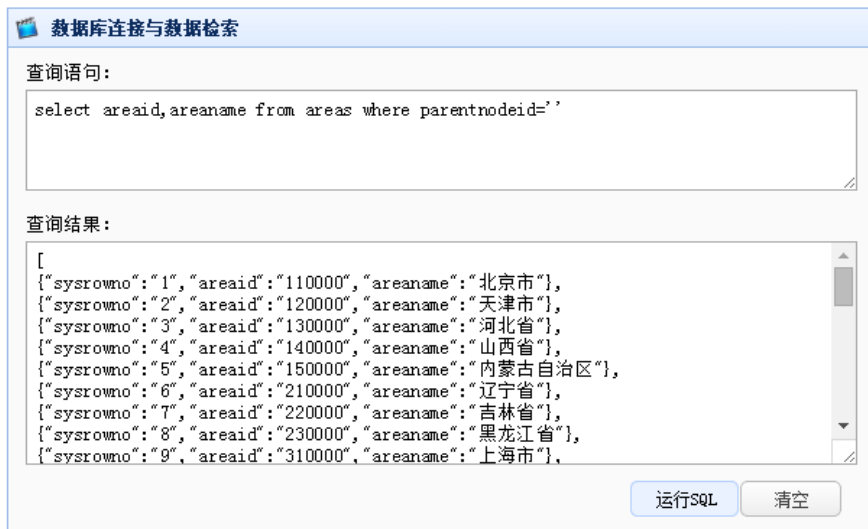 数据库连接与数据检索
查询语句：
select areaid,areaname from areas where parentnodeid=''
查询结果：
[
{"sysrowno":"1","areaid":"110000","areaname":"北京市"},
{"sysrowno":"2","areaid":"120000","areaname":"天津市"},
{"sysrowno":"3","areaid":"130000","areaname":"河北省"},
{"sysrowno":"4","areaid":"140000","areaname":"山西省"},
{"sysrowno":"5","areaid":"150000","areaname":"内蒙古自治区"},
{"sysrowno":"6","areaid":"210000","areaname":"辽宁省"},
{"sysrowno":"7","areaid":"220000","areaname":"吉林省"},
{"sysrowno":"8","areaid":"230000","areaname":"黑龙江省"},
{"sysrowno":"9","areaid":"310000","areaname":"上海市"},
运行SQL 清空